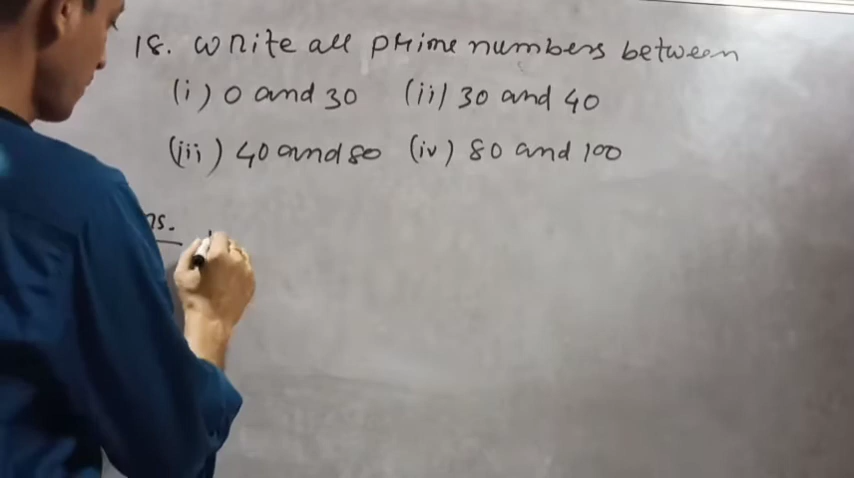 18. Write all prime numbers between
(i) 0 and 30 (ii) 30 and 40
(iii) 40 and 80 (iv) 80 and 100
ns.